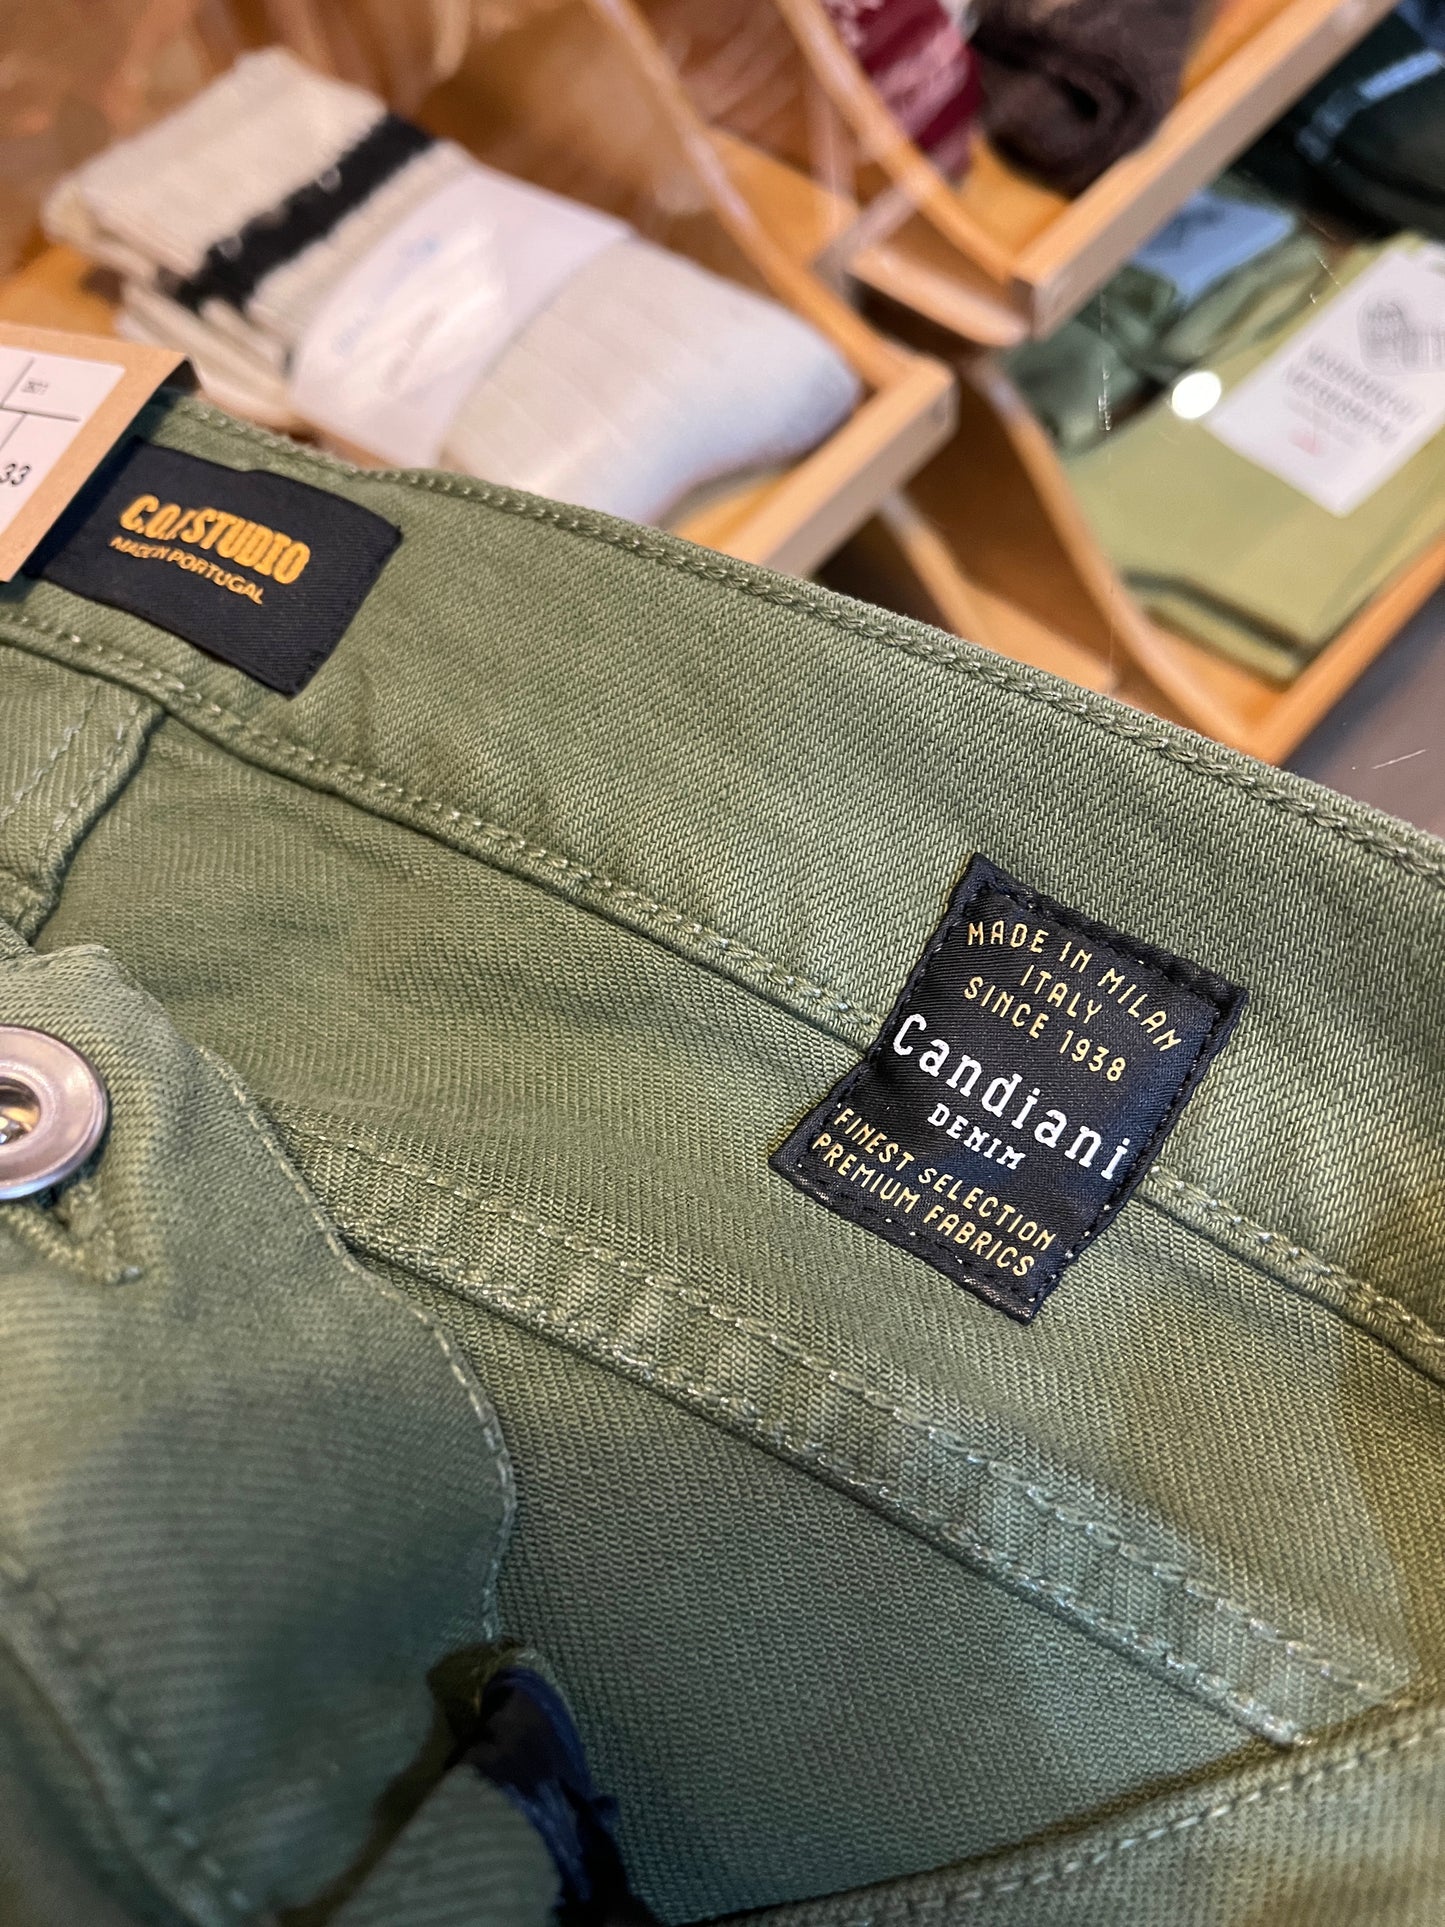 33
C.O./STUDIO
MADE IN PORTUGAL
MADE IN MILAN
ITALY
SINCE 1938
Candiani
DENIM
FINEST SELECTION
PREMIUM FABRICS